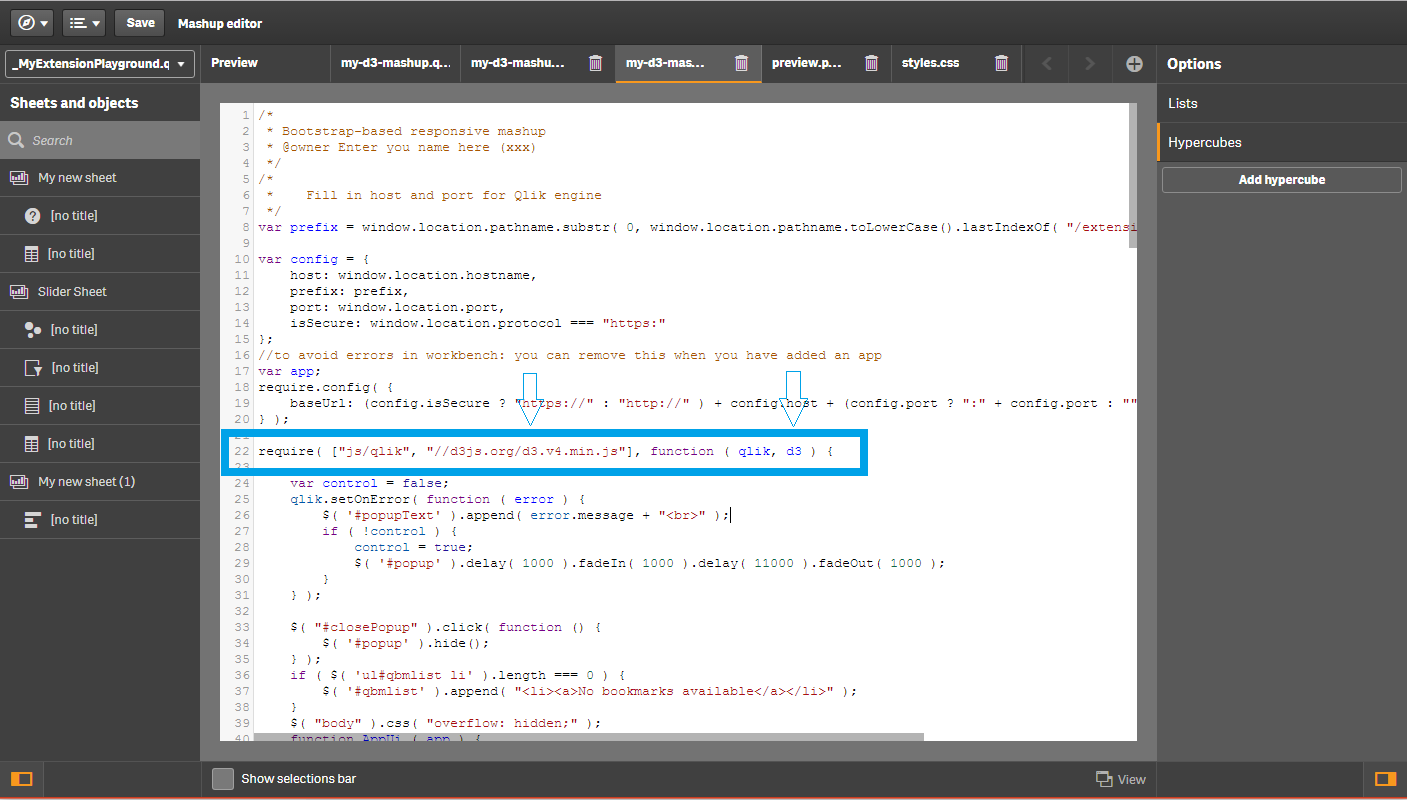 Save
Mashup editor
_MyExtensionPlayground.q
Preview
my-d3-mashup.q...
my-d3-mashu...
my-d3-mas...
preview.p...
styles.css
Options
Sheets and objects
Search
My new sheet
[no title]
[no title]
Slider Sheet
[no title]
[no title]
[no title]
[no title]
My new sheet (1)
[no title]
1 /*
2 * Bootstrap-based responsive mashup
3 * @owner Enter you name here (xxx)
4 */
5 /*
6 *    Fill in host and port for Qlik engine
7 */
8 var prefix = window.location.pathname.substr( 0, window.location.pathname.toLowerCase().lastIndexOf( "/extensi
9
10 var config = {
11     host: window.location.hostname,
12     prefix: prefix,
13     port: window.location.port,
14     isSecure: window.location.protocol === "https:"
15 };
16 //to avoid errors in workbench: you can remove this when you have added an app
17 var app;
18 require.config( {
19     baseUrl: (config.isSecure ? "https://" : "http://" ) + config.host + (config.port ? ":" + config.port : ""
20 } );
21
22 require( ["js/qlik", "//d3js.org/d3.v4.min.js"], function ( qlik, d3 ) {
23
24     var control = false;
25     qlik.setOnError( function ( error ) {
26         $( '#popupText' ).append( error.message + "<br>" );
27         if ( !control ) {
28             control = true;
29             $( '#popup' ).delay( 1000 ).fadeIn( 1000 ).delay( 11000 ).fadeOut( 1000 );
30         }
31     } );
32
33     $( "#closePopup" ).click( function () {
34         $( '#popup' ).hide();
35     } );
36     if ( $( 'ul#qbmlist li' ).length === 0 ) {
37         $( '#qbmlist' ).append( "<li><a>No bookmarks available</a></li>" );
38     }
39     $( "body" ).css( "overflow: hidden;" );
40     function AppUi ( app ) {
Lists
Hypercubes
Add hypercube
Show selections bar
View